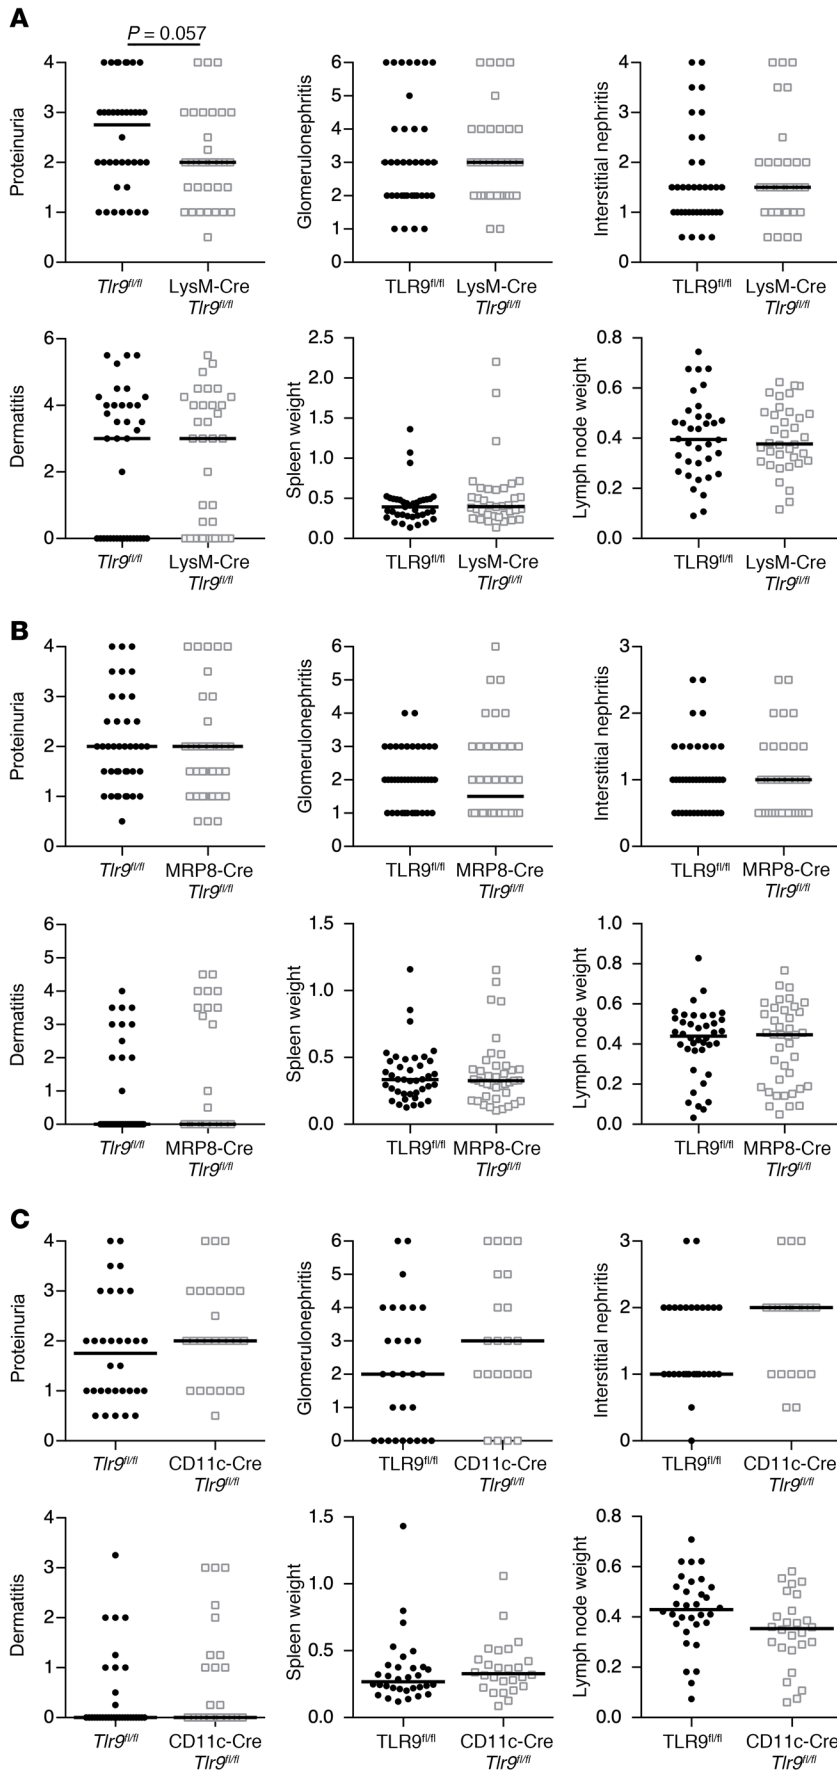 A
P = 0.057
Proteinuria
4
3
2
1
0
Tlr9fl/fl
LysM-Cre
Tlr9fl/fl
Glomerulonephritis
6
5
4
3
2
1
0
TLR9fl/fl
LysM-Cre
Tlr9fl/fl
Interstitial nephritis
4
3
2
1
0
TLR9fl/fl
LysM-Cre
Tlr9fl/fl
Dermatitis
6
4
2
0
Tlr9fl/fl
LysM-Cre
Tlr9fl/fl
Spleen weight
2.5
2.0
1.5
1.0
0.5
0.0
TLR9fl/fl
LysM-Cre
Tlr9fl/fl
Lymph node weight
0.8
0.6
0.4
0.2
0.0
TLR9fl/fl
LysM-Cre
Tlr9fl/fl
B
Proteinuria
4
3
2
1
0
Tlr9fl/fl
MRP8-Cre
Tlr9fl/fl
Glomerulonephritis
6
5
4
3
2
1
0
TLR9fl/fl
MRP8-Cre
Tlr9fl/fl
Interstitial nephritis
3
2
1
0
TLR9fl/fl
MRP8-Cre
Tlr9fl/fl
Dermatitis
6
5
4
3
2
1
0
Tlr9fl/fl
MRP8-Cre
Tlr9fl/fl
Spleen weight
1.5
1.0
0.5
0.0
TLR9fl/fl
MRP8-Cre
Tlr9fl/fl
Lymph node weight
1.0
0.8
0.6
0.4
0.2
0.0
TLR9fl/fl
MRP8-Cre
Tlr9fl/fl
C
Proteinuria
4
3
2
1
0
Tlr9fl/fl
CD11c-Cre
Tlr9fl/fl
Glomerulonephritis
6
5
4
3
2
1
0
TLR9fl/fl
CD11c-Cre
Tlr9fl/fl
Interstitial nephritis
3
2
1
0
TLR9fl/fl
CD11c-Cre
Tlr9fl/fl
Dermatitis
4
3
2
1
0
Tlr9fl/fl
CD11c-Cre
Tlr9fl/fl
Spleen weight
1.5
1.0
0.5
0.0
TLR9fl/fl
CD11c-Cre
Tlr9fl/fl
Lymph node weight
0.8
0.6
0.4
0.2
0.0
TLR9fl/fl
CD11c-Cre
Tlr9fl/fl